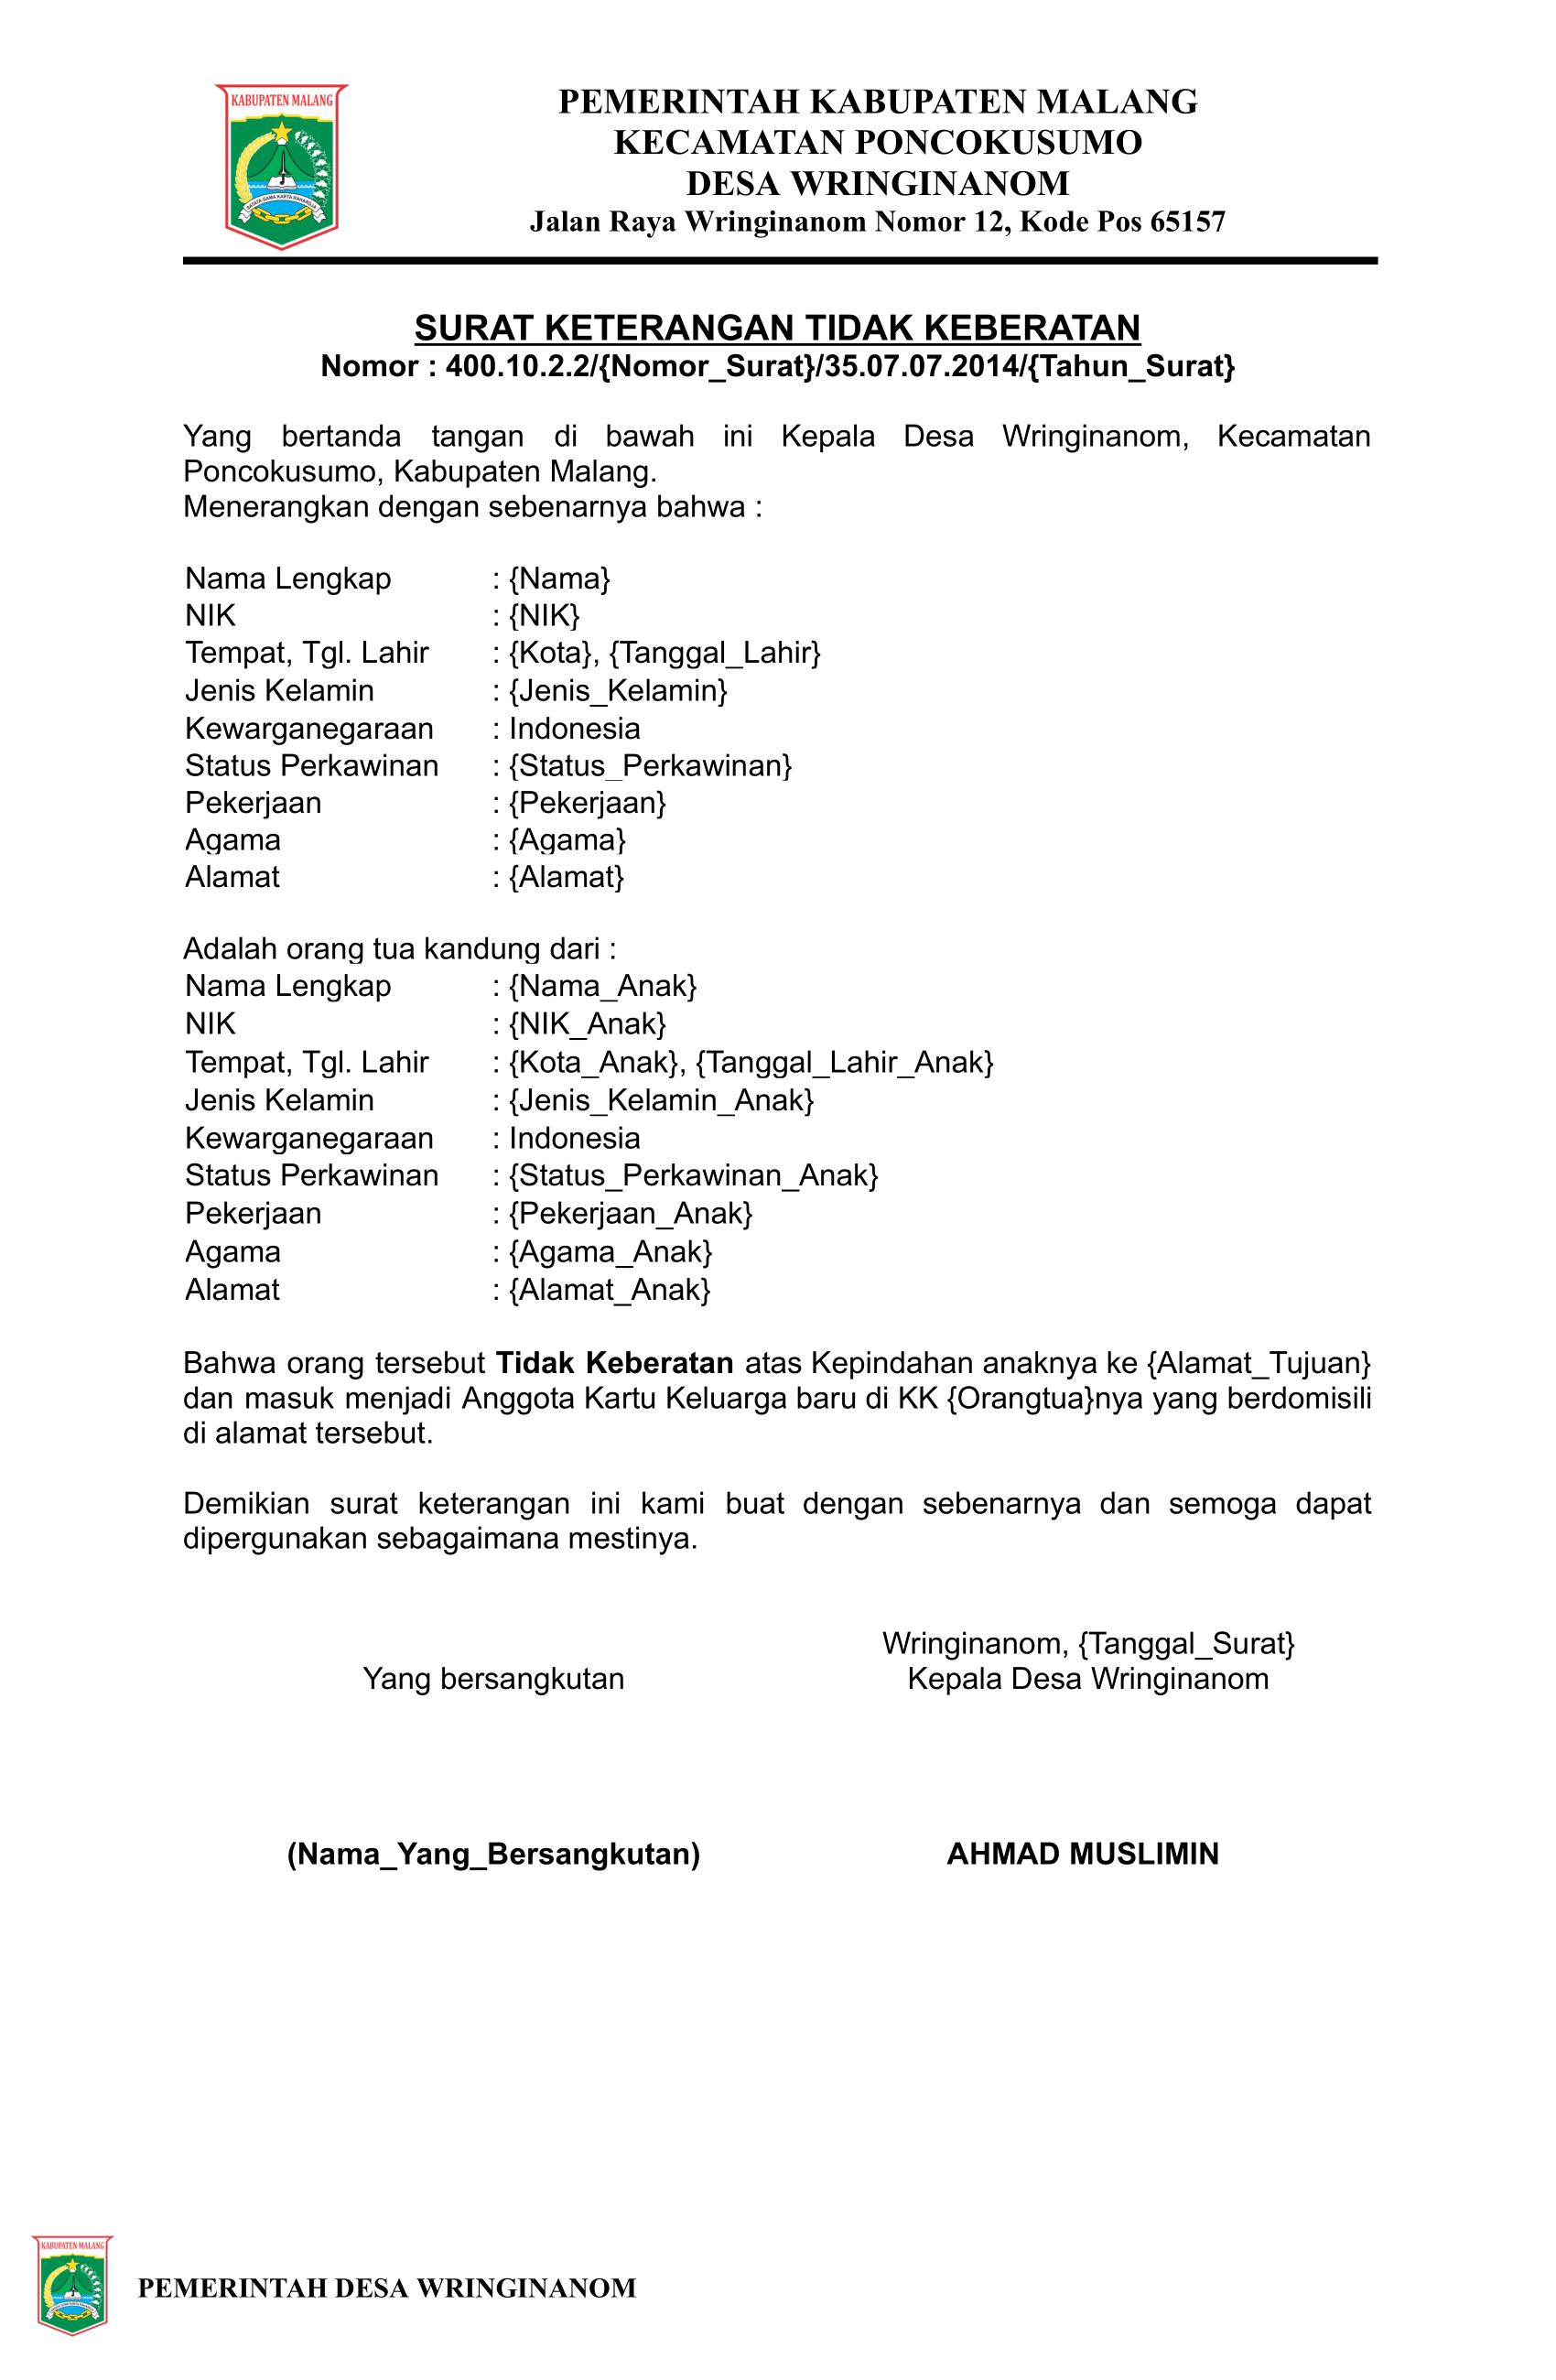 KABUPATEN MALANG
SATATA GAMA KARTA RAHARDJA
PEMERINTAH KABUPATEN MALANG
KECAMATAN PONCOKUSUMO
DESA WRINGINANOM
Jalan Raya Wringinanom Nomor 12, Kode Pos 65157
SURAT KETERANGAN TIDAK KEBERATAN
Nomor : 400.10.2.2/{Nomor_Surat}/35.07.07.2014/{Tahun_Surat}
Yang bertanda tangan di bawah ini Kepala Desa Wringinanom, Kecamatan
Poncokusumo, Kabupaten Malang.
Menerangkan dengan sebenarnya bahwa :
Nama Lengkap : {Nama}
NIK : {NIK}
Tempat, Tgl. Lahir : {Kota}, {Tanggal_Lahir}
Jenis Kelamin : {Jenis_Kelamin}
Kewarganegaraan : Indonesia
Status Perkawinan : {Status_Perkawinan}
Pekerjaan : {Pekerjaan}
Agama : {Agama}
Alamat : {Alamat}
Adalah orang tua kandung dari :
Nama Lengkap : {Nama_Anak}
NIK : {NIK_Anak}
Tempat, Tgl. Lahir : {Kota_Anak}, {Tanggal_Lahir_Anak}
Jenis Kelamin : {Jenis_Kelamin_Anak}
Kewarganegaraan : Indonesia
Status Perkawinan : {Status_Perkawinan_Anak}
Pekerjaan : {Pekerjaan_Anak}
Agama : {Agama_Anak}
Alamat : {Alamat_Anak}
Bahwa orang tersebut Tidak Keberatan atas Kepindahan anaknya ke {Alamat_Tujuan}
dan masuk menjadi Anggota Kartu Keluarga baru di KK {Orangtua}nya yang berdomisili
di alamat tersebut.
Demikian surat keterangan ini kami buat dengan sebenarnya dan semoga dapat
dipergunakan sebagaimana mestinya.
Wringinanom, {Tanggal_Surat}
Yang bersangkutan Kepala Desa Wringinanom
(Nama_Yang_Bersangkutan) AHMAD MUSLIMIN
KABUPATEN MALANG
PEMERINTAH DESA WRINGINANOM